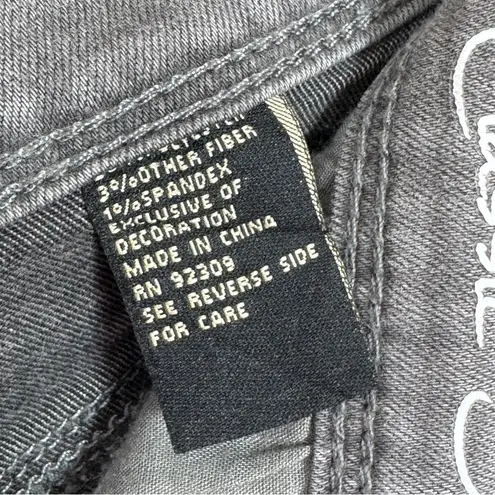 3%OTHER FIBER
1%SPANDEX
EXCLUSIVE OF
DECORATION
MADE IN CHINA
RN 92309
SEE REVERSE SIDE
FOR CARE